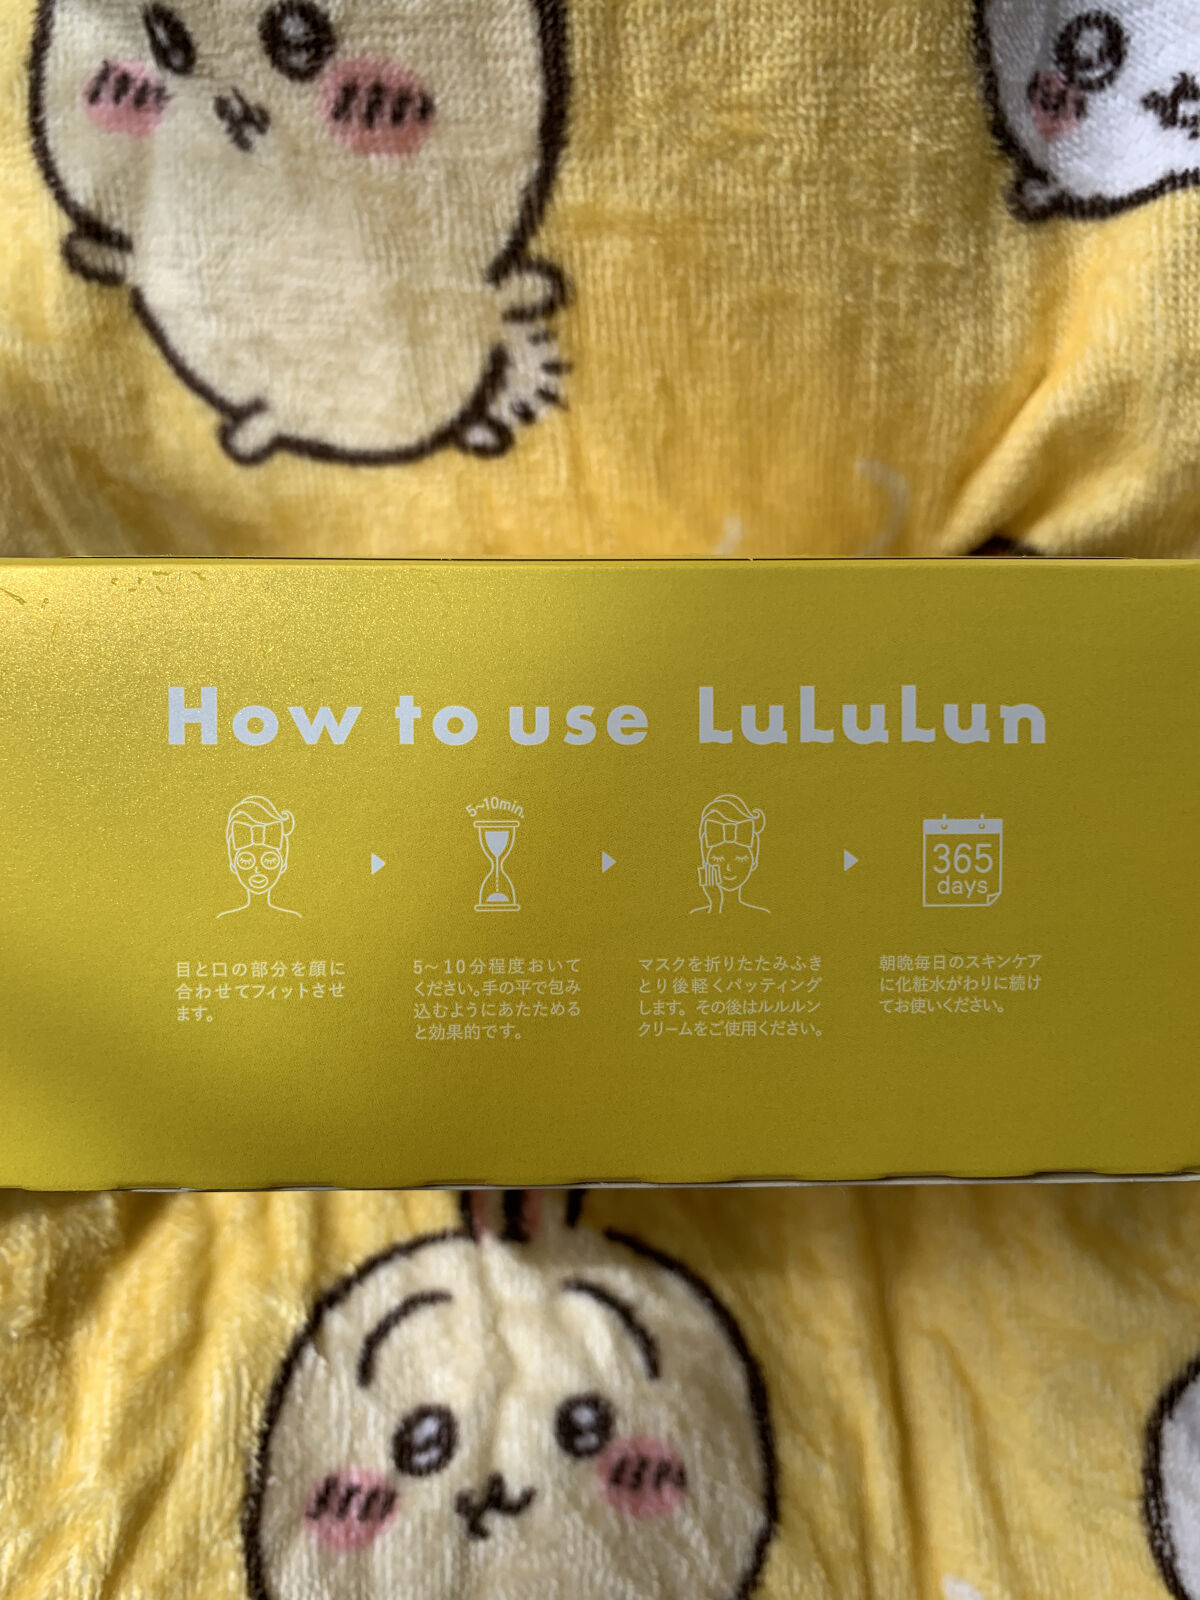 How to use LuLuLun
5~10min.
365
days
目と口の部分を顔に
合わせてフィットさせ
ます。
5～10分程度おいて
ください。手の平で包み
込むようにあたためる
と効果的です。
マスクを折りたたみふき
とり後軽くパッティング
します。その後はルルルン
クリームをご使用ください。
朝晩毎日のスキンケア
に化粧水がわりに続け
てお使いください。